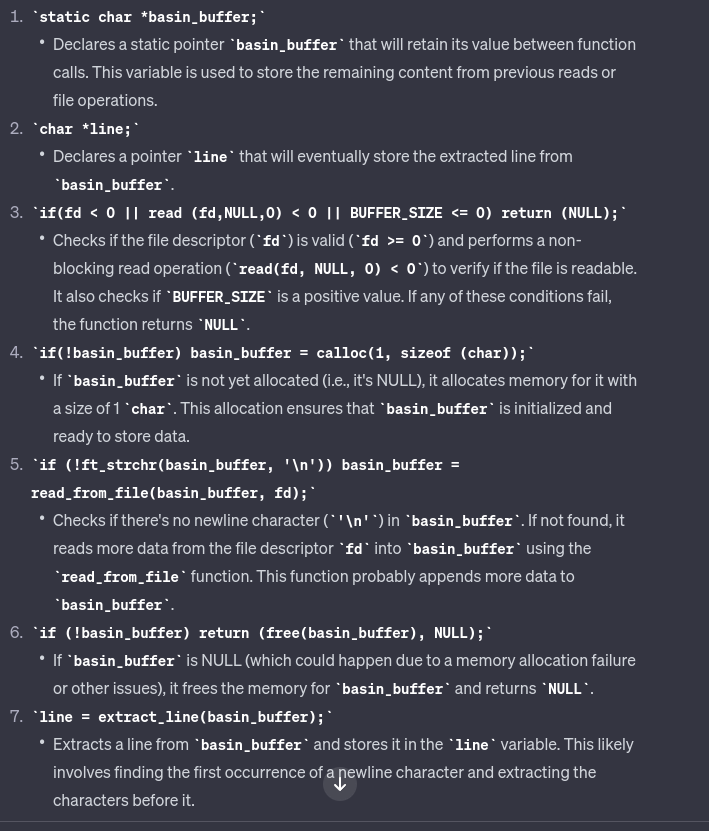 1. `static char *basin_buffer;`
• Declares a static pointer `basin_buffer` that will retain its value between function
calls. This variable is used to store the remaining content from previous reads or
file operations.
2. `char *line;`
• Declares a pointer `line` that will eventually store the extracted line from
`basin_buffer`.
3. `if(fd < 0 || read (fd,NULL,0) < 0 || BUFFER_SIZE <= 0) return (NULL);`
• Checks if the file descriptor (`fd`) is valid (`fd >= 0`) and performs a non-
blocking read operation (`read(fd, NULL, 0) < 0`) to verify if the file is readable.
It also checks if `BUFFER_SIZE` is a positive value. If any of these conditions fail,
the function returns `NULL`.
4. `if(!basin_buffer) basin_buffer = calloc(1, sizeof (char));`
• If `basin_buffer` is not yet allocated (i.e., it's NULL), it allocates memory for it with
a size of 1 `char`. This allocation ensures that `basin_buffer` is initialized and
ready to store data.
5. `if (!ft_strchr(basin_buffer, '\n')) basin_buffer =
read_from_file(basin_buffer, fd);`
• Checks if there's no newline character (`'\n'`) in `basin_buffer`. If not found, it
reads more data from the file descriptor `fd` into `basin_buffer` using the
`read_from_file` function. This function probably appends more data to
`basin_buffer`.
6. `if (!basin_buffer) return (free(basin_buffer), NULL);`
• If `basin_buffer` is NULL (which could happen due to a memory allocation failure
or other issues), it frees the memory for `basin_buffer` and returns `NULL`.
7. `line = extract_line(basin_buffer);`
• Extracts a line from `basin_buffer` and stores it in the `line` variable. This likely
involves finding the first occurrence of a newline character and extracting the
characters before it.